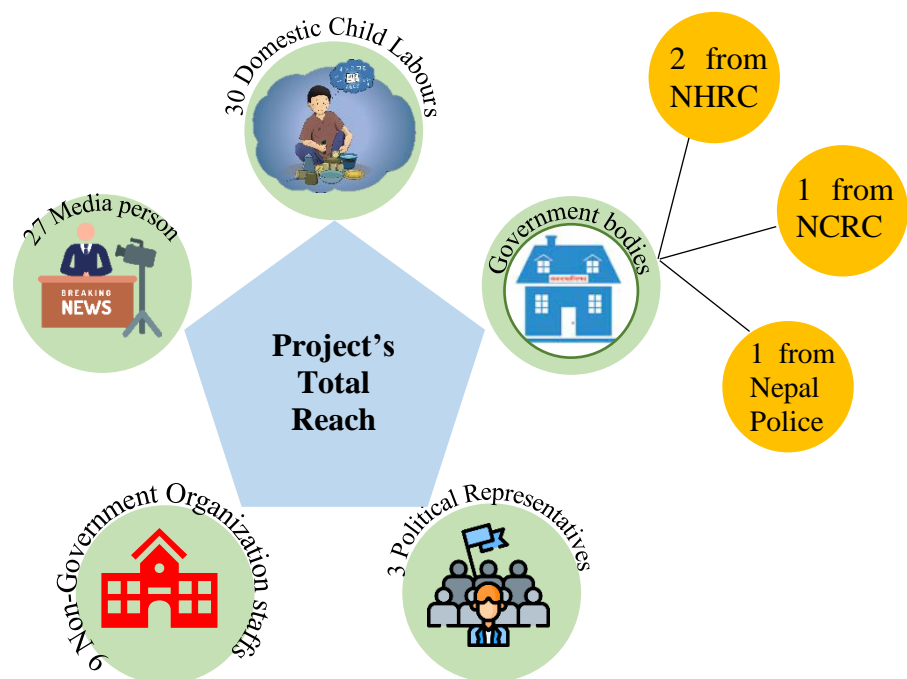 30 Domestic Child Labours
2 from
NHRC
27 Media person
BREAKING
NEWS
Government bodies
1 from
NCRC
Project’s
Total
Reach
1 from
Nepal
Police
9 Non-Government Organization staffs
3 Political Representatives